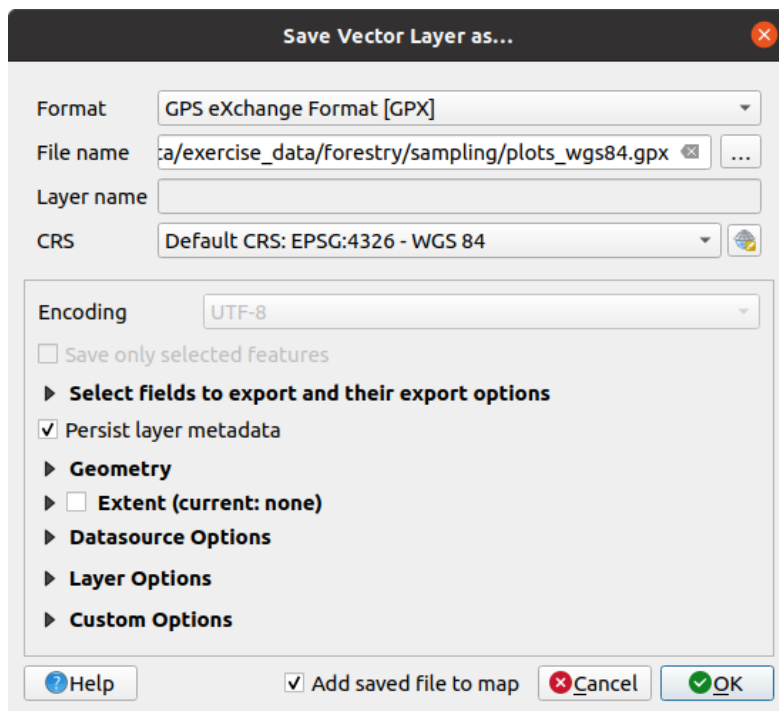 Save Vector Layer as...
Format GPS eXchange Format [GPX]
File name ta/exercise_data/forestry/sampling/plots_wgs84.gpx ...
Layer name
CRS Default CRS: EPSG:4326 - WGS 84
Encoding UTF-8
Save only selected features
Select fields to export and their export options
Persist layer metadata
Geometry
Extent (current: none)
Datasource Options
Layer Options
Custom Options
Help Add saved file to map Cancel OK